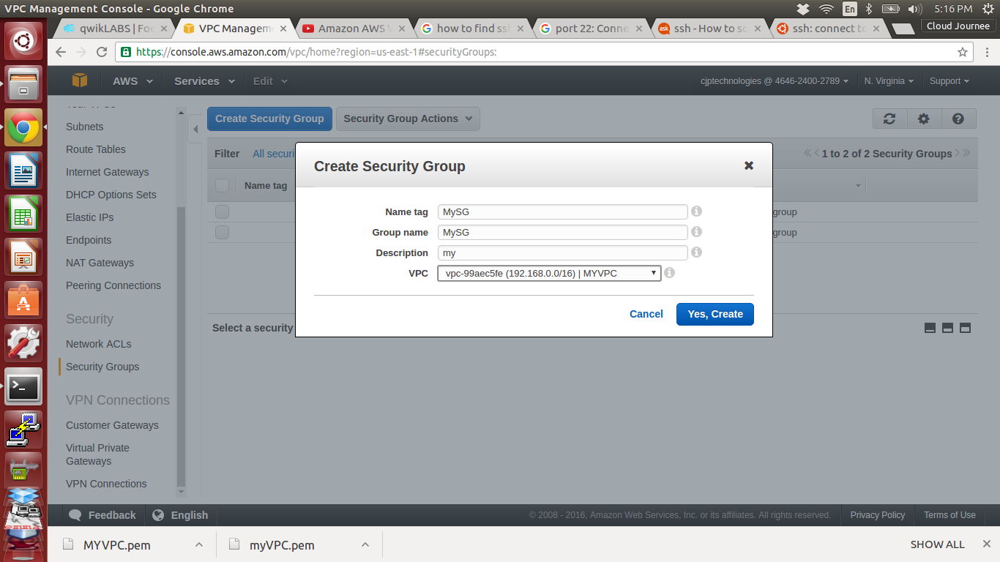 VPC Management Console - Google Chrome
En
5:16 PM
qwikLABS | Foc
VPC Managem
Amazon AWS V
how to find ssh
port 22: Conne
ssh - How to so
ssh: connect to
Cloud Journee
https://console.aws.amazon.com/vpc/home?region=us-east-1#securityGroups:
AWS
Services
Edit
cjptechnologies @ 4646-2400-2789
N. Virginia
Support
Subnets
Route Tables
Internet Gateways
DHCP Options Sets
Elastic IPs
Endpoints
NAT Gateways
Peering Connections
Security
Network ACLs
Security Groups
VPN Connections
Customer Gateways
Virtual Private
Gateways
VPN Connections
Create Security Group
Security Group Actions
Filter
All securi
1 to 2 of 2 Security Groups
Name tag
group
group
Create Security Group
Name tag
MySG
Group name
MySG
Description
my
VPC
vpc-99aec5fe (192.168.0.0/16) | MYVPC
Cancel
Yes, Create
Select a security
Feedback
English
© 2008 - 2016, Amazon Web Services, Inc. or its affiliates. All rights reserved.
Privacy Policy
Terms of Use
MYVPC.pem
myVPC.pem
SHOW ALL